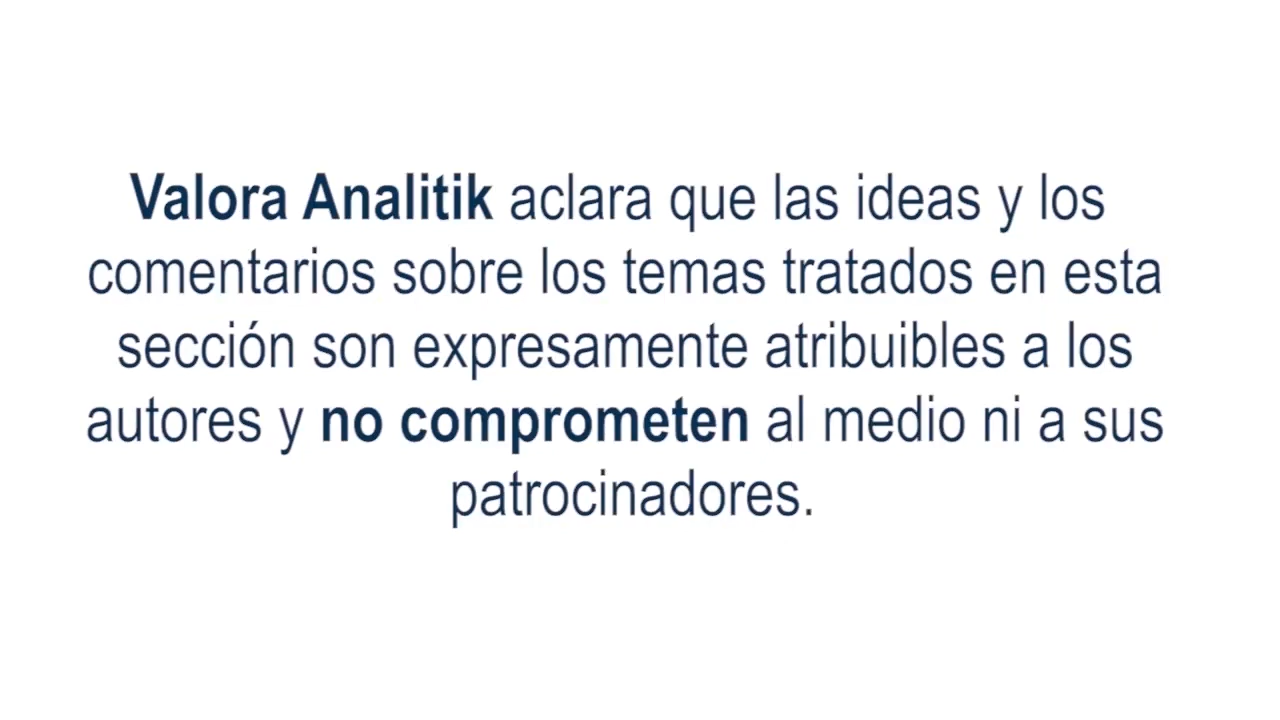 Valora Analitik aclara que las ideas y los
comentarios sobre los temas tratados en esta
sección son expresamente atribuibles a los
autores y no comprometen al medio ni a sus
patrocinadores.